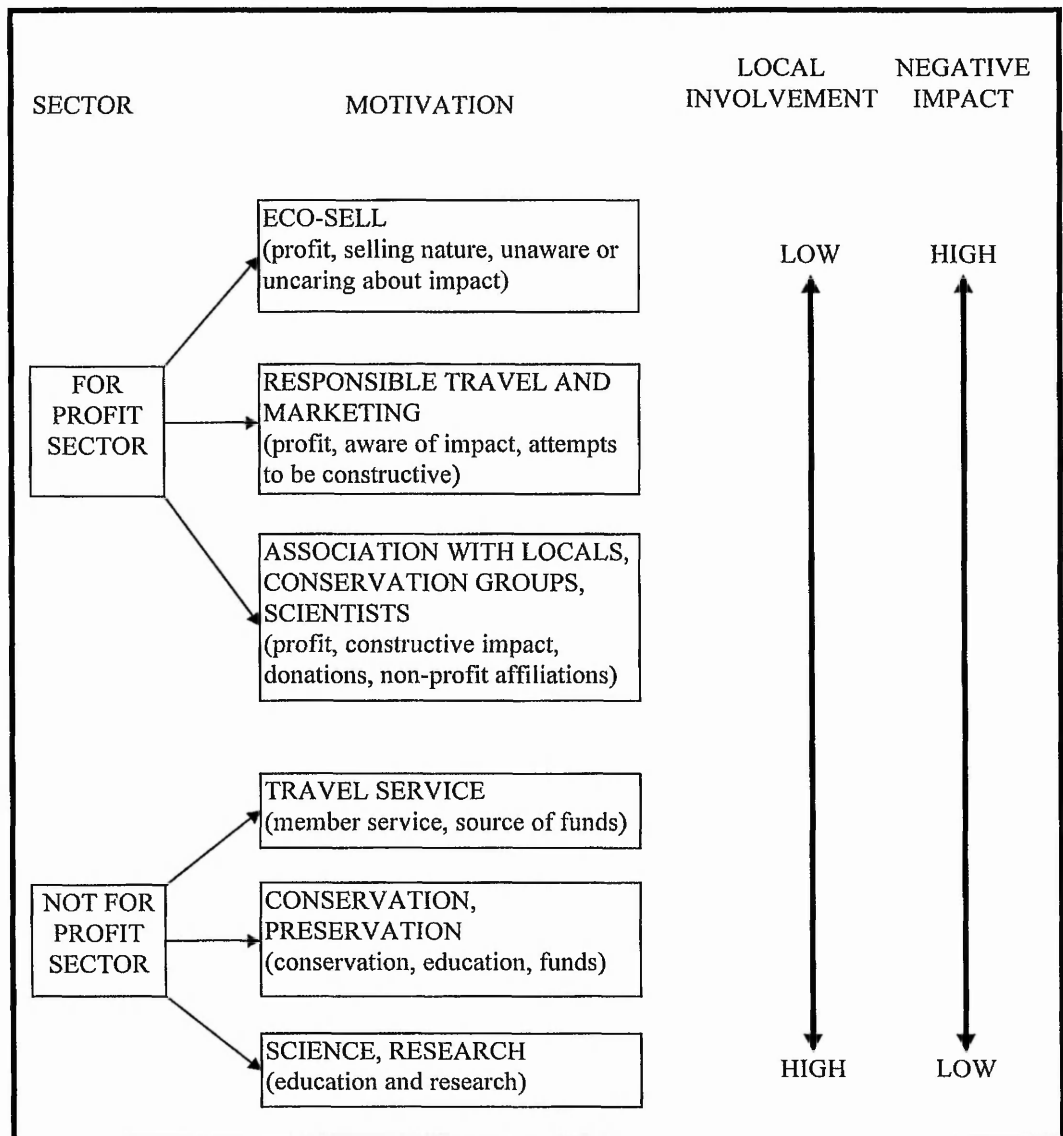 LOCAL
INVOLVEMENT
NEGATIVE
IMPACT
SECTOR
MOTIVATION
ECO-SELL
(profit, selling nature, unaware or
uncaring about impact)
LOW
HIGH
FOR
PROFIT
SECTOR
RESPONSIBLE TRAVEL AND
MARKETING
(profit, aware of impact, attempts
to be constructive)
ASSOCIATION WITH LOCALS,
CONSERVATION GROUPS,
SCIENTISTS
(profit, constructive impact,
donations, non-profit affiliations)
TRAVEL SERVICE
(member service, source of funds)
NOT FOR
PROFIT
SECTOR
CONSERVATION,
PRESERVATION
(conservation, education, funds)
SCIENCE, RESEARCH
(education and research)
HIGH
LOW